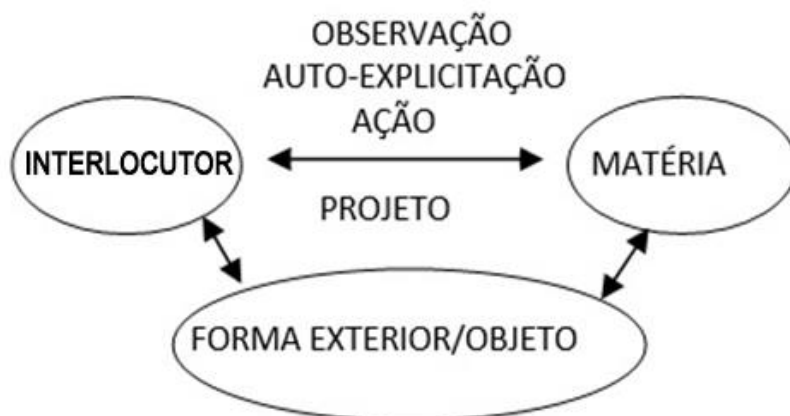 OBSERVAÇÃO
AUTO-EXPLICITAÇÃO
AÇÃO
INTERLOCUTOR
MATÉRIA
PROJETO
FORMA EXTERIOR/OBJETO